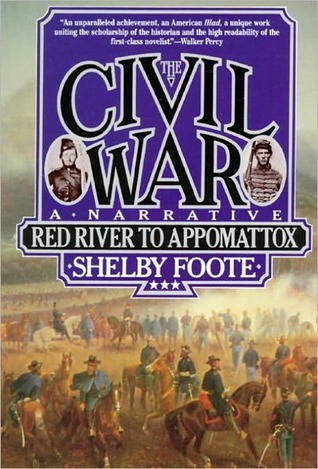 "An unparalleled achievement, an American Iliad, a unique work
uniting the scholarship of the historian and the high readability of the
first-class novelist."—Walker Percy
THE
CIVIL
WAR
A·NARRATIVE
RED RIVER TO APPOMATTOX
·SHELBY FOOTE·
★★★